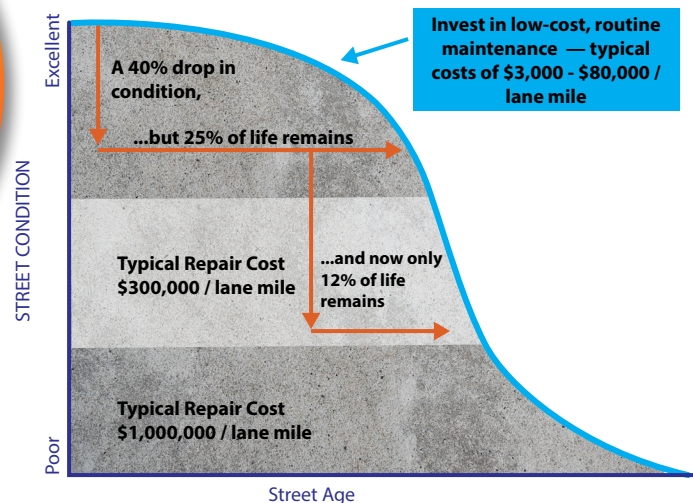 Excellent
Invest in low-cost, routine
maintenance — typical
costs of $3,000 - $80,000 /
lane mile
A 40% drop in
condition,
...but 25% of life remains
STREET CONDITION
Typical Repair Cost
$300,000 / lane mile
...and now only
12% of life
remains
Typical Repair Cost
$1,000,000 / lane mile
Poor
Street Age